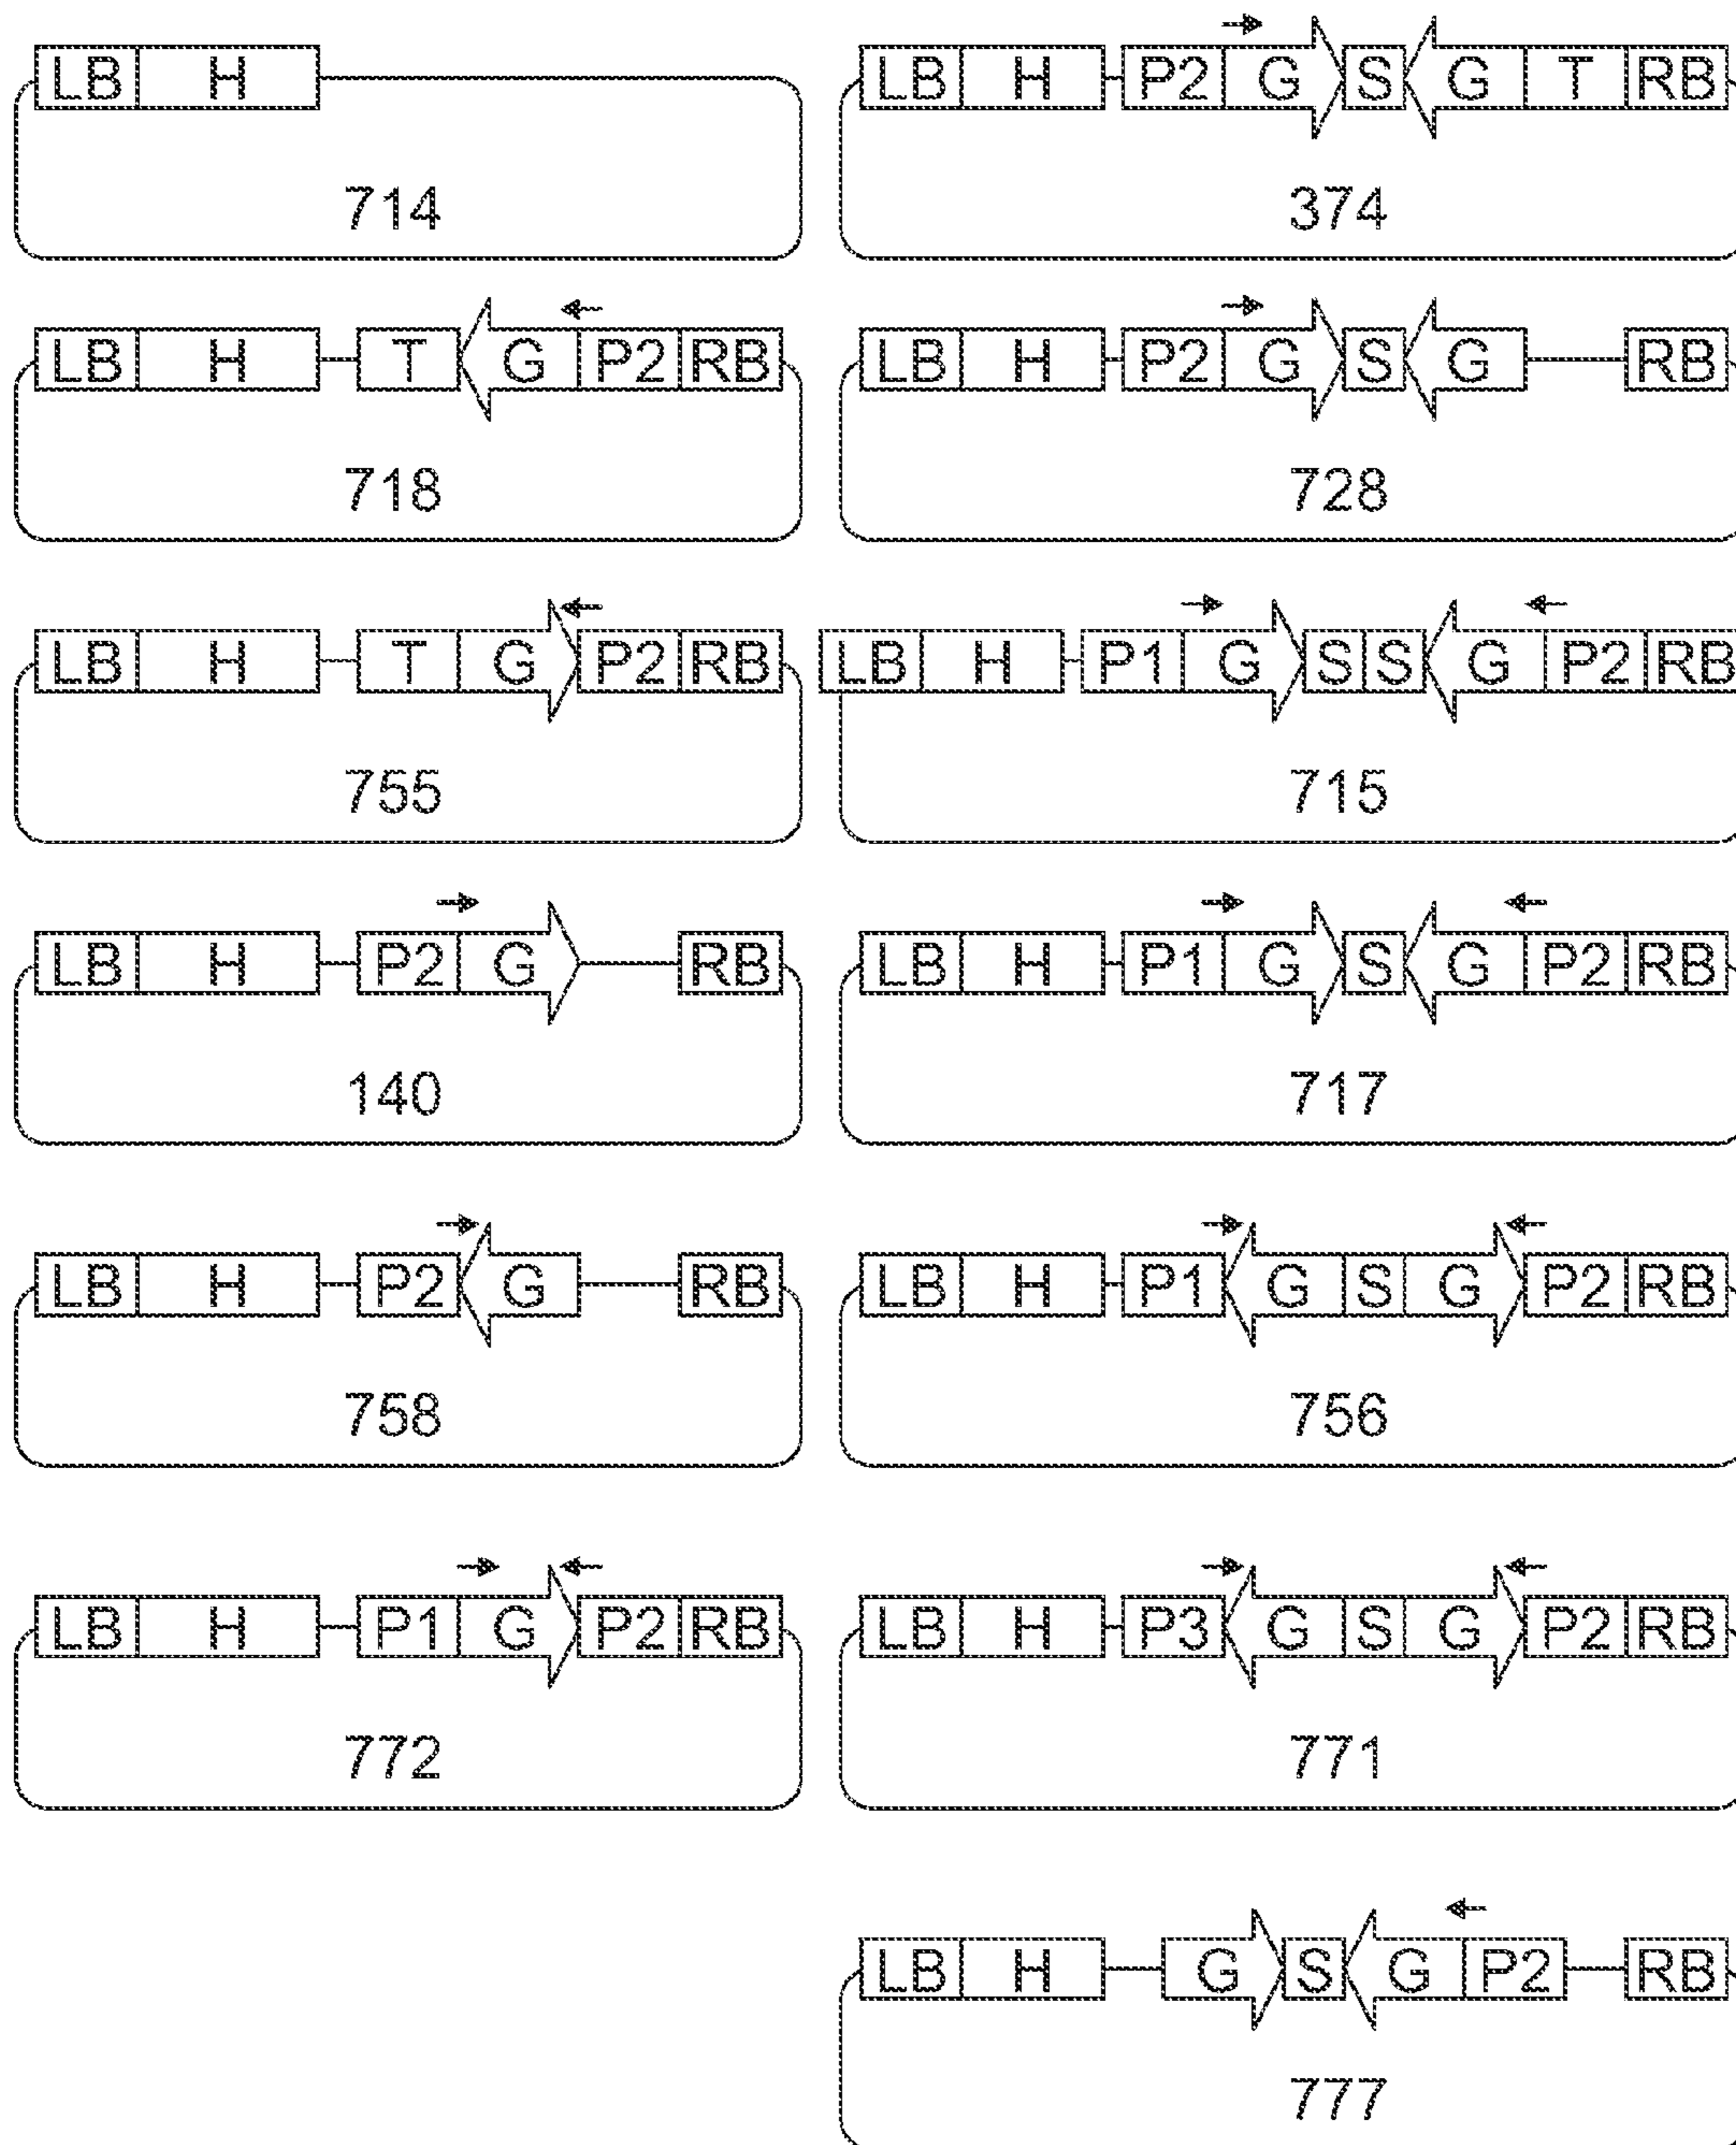 LB H
714
LB H P2 G S G T RB
374
LB H T G P2 RB
718
LB H P2 G S G RB
728
LB H T G P2 RB
755
LB H P1 G S S G P2 RB
715
LB H P2 G RB
140
LB H P1 G S G P2 RB
717
LB H P2 G RB
758
LB H P1 G S G P2 RB
756
LB H P1 G P2 RB
772
LB H P3 G S G P2 RB
771
LB H G S G P2 RB
777